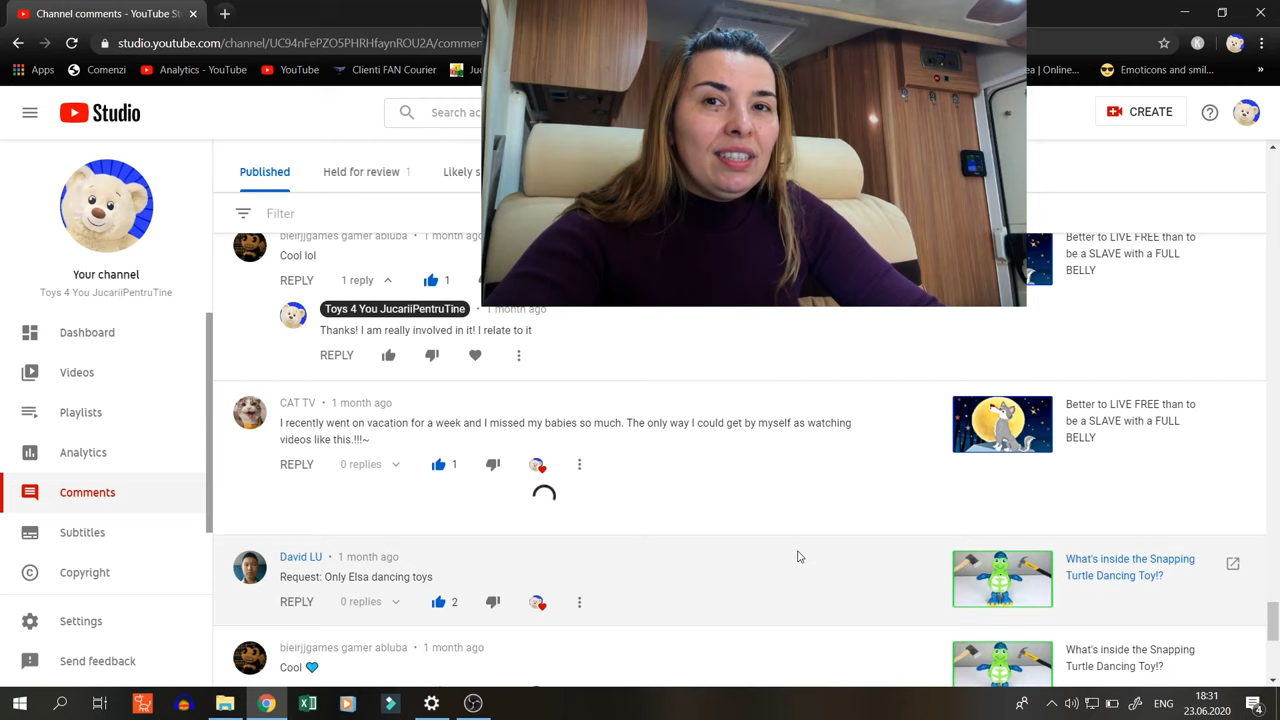 Channel comments - YouTube St
studio.youtube.com/channel/UC94nFePZO5PHRHfaynROU2A/comme
Apps
Comenzi
Analytics - YouTube
YouTube
Clienti FAN Courier
Juc
ea | Online...
Emoticons and smil...
»
Studio
Search ac
CREATE
Published
Held for review 1
Likely s
Filter
Your channel
Toys 4 You JucariiPentruTine
Dashboard
Videos
Playlists
Analytics
Comments
Subtitles
Copyright
Settings
Send feedback
bieirjjgames gamer abluba • 1 month ago
Cool lol
REPLY 1 reply 1
Toys 4 You JucariiPentruTine • 1 month ago
Thanks! I am really involved in it! I relate to it
REPLY
Better to LIVE FREE than to
be a SLAVE with a FULL
BELLY
CAT TV • 1 month ago
I recently went on vacation for a week and I missed my babies so much. The only way I could get by myself as watching
videos like this.!!!~
REPLY 0 replies 1
Better to LIVE FREE than to
be a SLAVE with a FULL
BELLY
David LU • 1 month ago
Request: Only Elsa dancing toys
REPLY 0 replies 2
What's inside the Snapping
Turtle Dancing Toy!?
bieirjjgames gamer abluba • 1 month ago
Cool 💙
What's inside the Snapping
Turtle Dancing Toy!?
ENG
18:31
23.06.2020
4